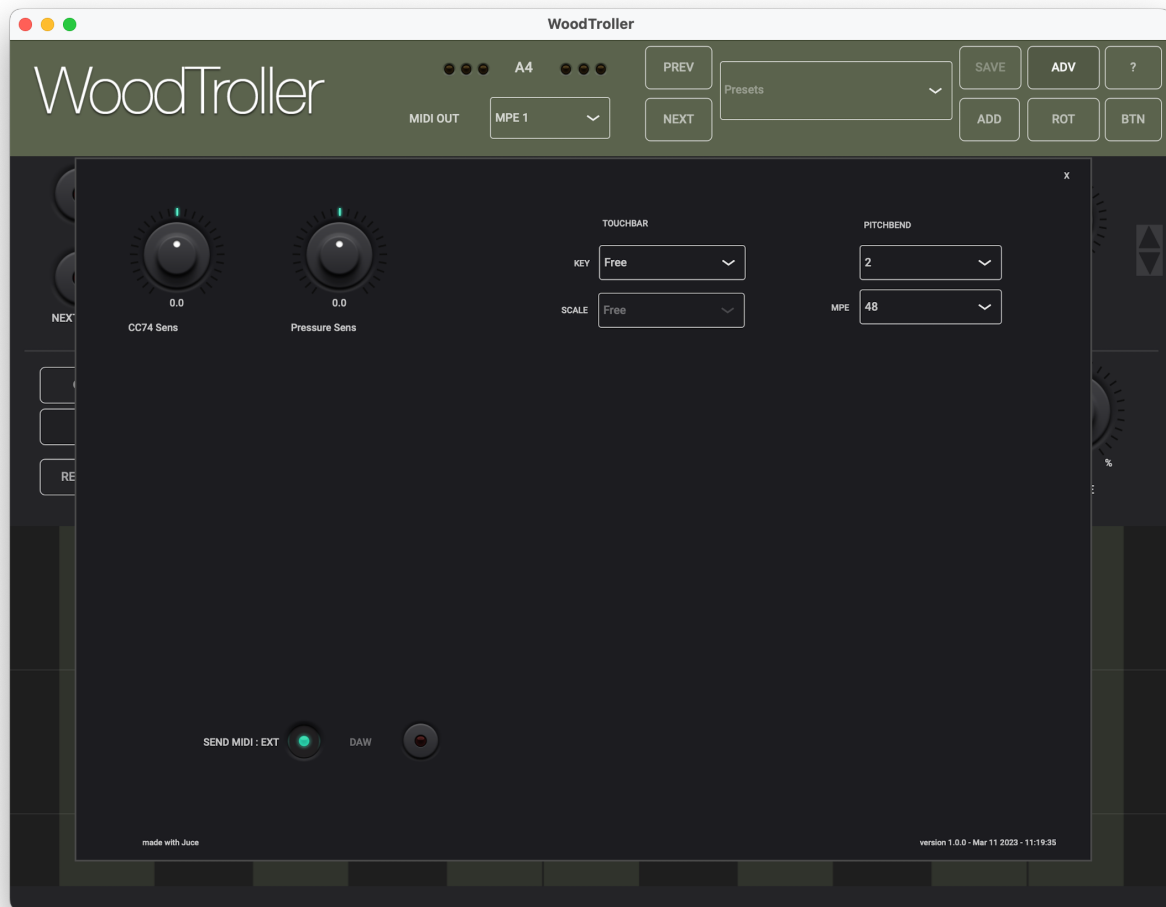 WoodTroller
WoodTroller
A4
MIDI OUT
MPE 1
PREV
NEXT
Presets
SAVE
ADV
?
ADD
ROT
BTN
x
TOUCHBAR
PITCHBEND
KEY
Free
2
SCALE
Free
MPE
48
0.0
0.0
CC74 Sens
Pressure Sens
%
SEND MIDI : EXT
DAW
made with Juce
version 1.0.0 - Mar 11 2023 - 11:19:35